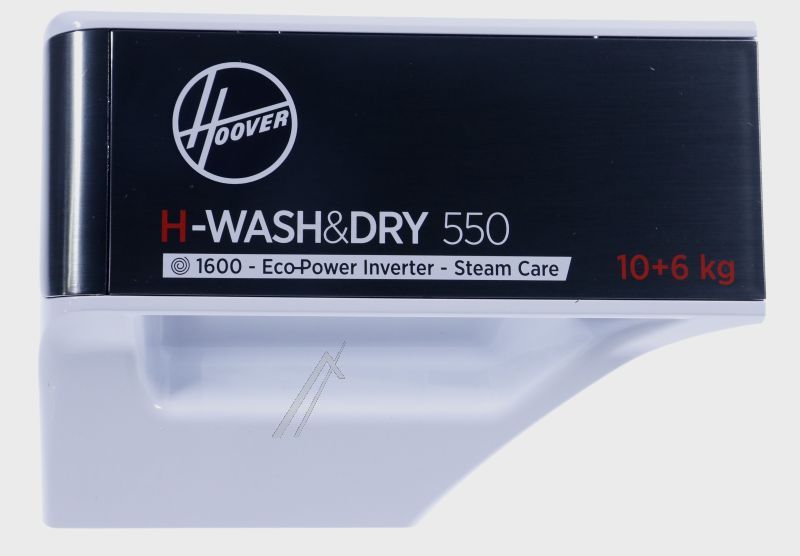 HOOVER
H-WASH&DRY 550
1600 - Eco-Power Inverter - Steam Care
10+6 kg